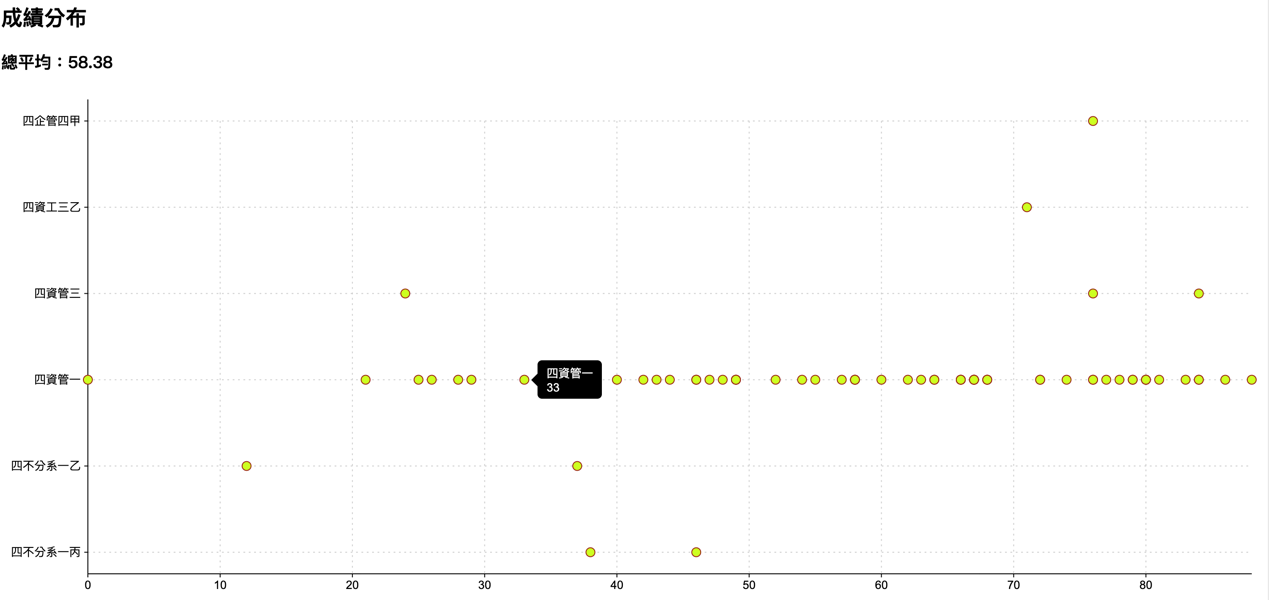 成績分布
總平均：58.38
四企管四甲
四資工三乙
四資管三
四資管一
四資管一
33
四不分系一乙
四不分系一丙
0 10 20 30 40 50 60 70 80